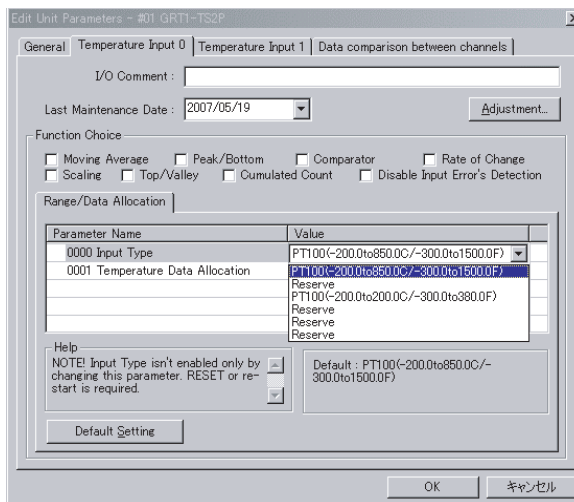 Edit Unit Parameters - #01 GRT1-TS2P
General Temperature Input 0 Temperature Input 1 Data comparison between channels
I/O Comment :
Last Maintenance Date : 2007/05/19 Adjustment...
Function Choice
Moving Average Peak/Bottom Comparator Rate of Change
Scaling Top/Valley Cumulated Count Disable Input Error's Detection
Range/Data Allocation
Parameter Name Value
0000 Input Type PT100(-200.0to850.0C/-300.0to1500.0F)
0001 Temperature Data Allocation PT100(-200.0to850.0C/-300.0to1500.0F)
Reserve
PT100(-200.0to200.0C/-300.0to380.0F)
Reserve
Reserve
Reserve
Help
NOTE! Input Type isn't enabled only by
changing this parameter. RESET or re-
start is required.
Default : PT100(-200.0to850.0C/-
300.0to1500.0F)
Default Setting
OK キャンセル